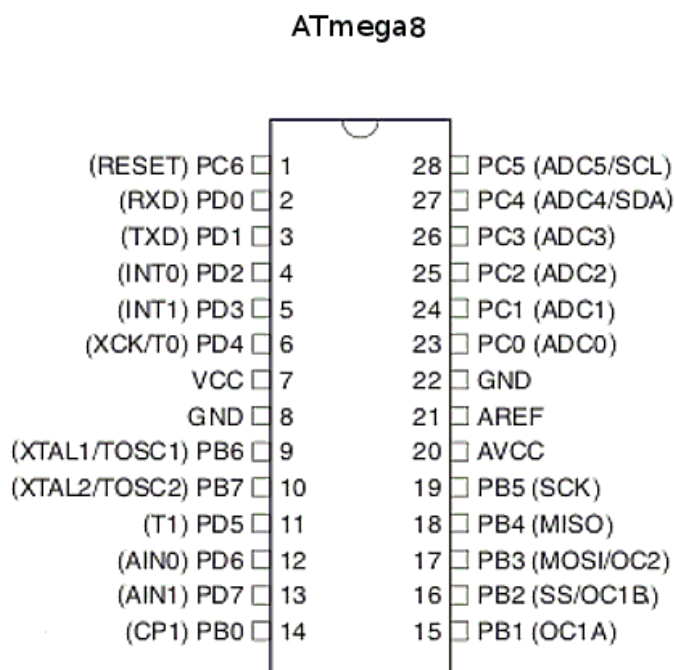 ATmega8
(RESET) PC6 1 28 PC5 (ADC5/SCL)
(RXD) PD0 2 27 PC4 (ADC4/SDA)
(TXD) PD1 3 26 PC3 (ADC3)
(INT0) PD2 4 25 PC2 (ADC2)
(INT1) PD3 5 24 PC1 (ADC1)
(XCK/T0) PD4 6 23 PC0 (ADC0)
VCC 7 22 GND
GND 8 21 AREF
(XTAL1/TOSC1) PB6 9 20 AVCC
(XTAL2/TOSC2) PB7 10 19 PB5 (SCK)
(T1) PD5 11 18 PB4 (MISO)
(AIN0) PD6 12 17 PB3 (MOSI/OC2)
(AIN1) PD7 13 16 PB2 (SS/OC1B)
(CP1) PB0 14 15 PB1 (OC1A)